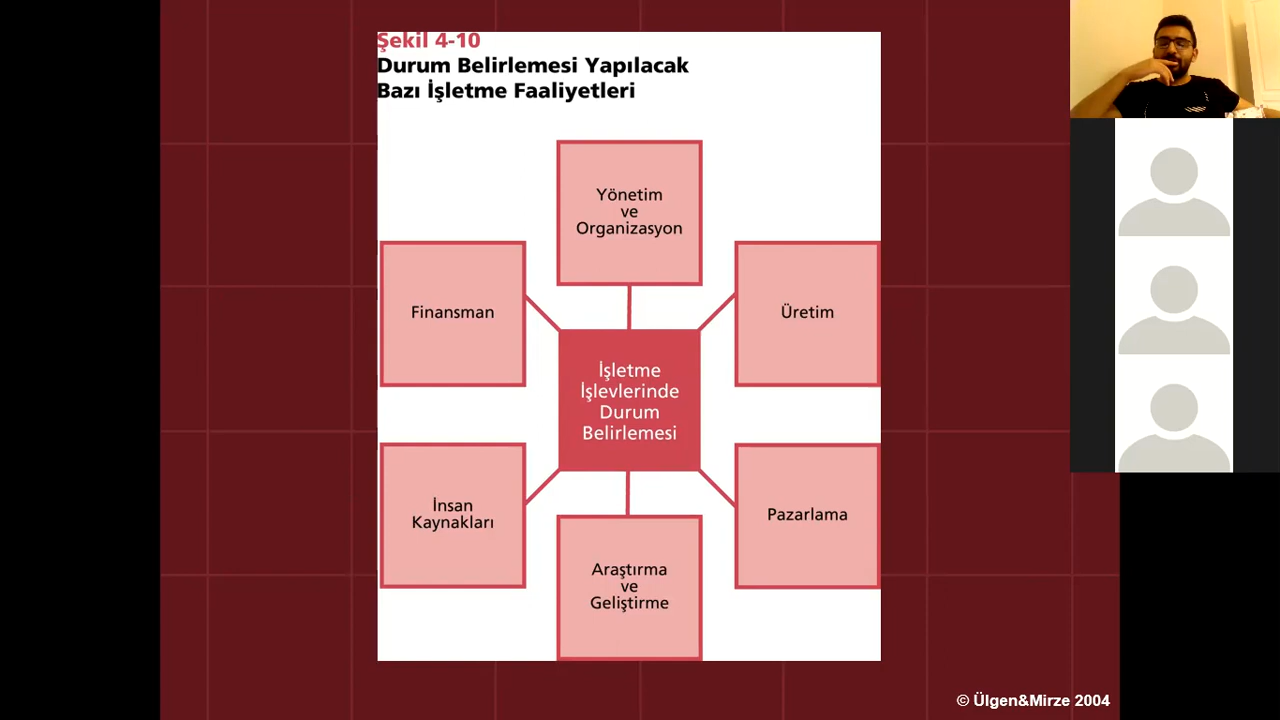 Şekil 4-10
Durum Belirlemesi Yapılacak
Bazı İşletme Faaliyetleri
Yönetim
ve
Organizasyon
Finansman
Üretim
İşletme
İşlevlerinde
Durum
Belirlemesi
İnsan
Kaynakları
Pazarlama
Araştırma
ve
Geliştirme
© Ülgen&Mirze 2004